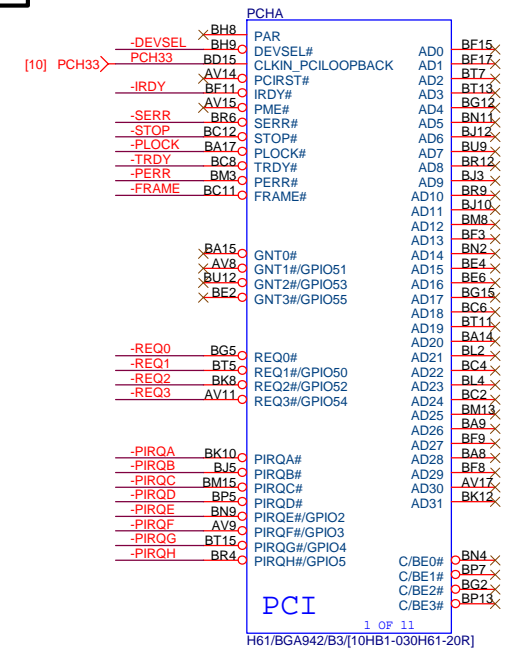 PCHA
BH8 PAR
-DEVSEL BH9 DEVSEL# AD0 BF15
[10] PCH33 PCH33 BD15 CLKIN_PCILOOPBACK AD1 BF17
AV14 PCIRST# AD2 BT7
-IRDY BF11 IRDY# AD3 BT13
AV15 PME# AD4 BG12
-SERR BR6 SERR# AD5 BN11
-STOP BC12 STOP# AD6 BJ12
-PLOCK BA17 PLOCK# AD7 BU9
-TRDY BC8 TRDY# AD8 BR12
-PERR BM3 PERR# AD9 BJ3
-FRAME BC11 FRAME# AD10 BR9
AD11 BJ10
AD12 BM8
AD13 BF3
BA15 GNT0# AD14 BN2
AV8 GNT1#/GPIO51 AD15 BE4
BU12 GNT2#/GPIO53 AD16 BE6
BE2 GNT3#/GPIO55 AD17 BG15
AD18 BC6
AD19 BT11
AD20 BA14
-REQ0 BG5 REQ0# AD21 BL2
-REQ1 BT5 REQ1#/GPIO50 AD22 BC4
-REQ2 BK8 REQ2#/GPIO52 AD23 BL4
-REQ3 AV11 REQ3#/GPIO54 AD24 BC2
AD25 BM13
AD26 BA9
AD27 BF9
-PIRQA BK10 PIRQA# AD28 BA8
-PIRQB BJ5 PIRQB# AD29 BF8
-PIRQC BM15 PIRQC# AD30 AV17
-PIRQD BP5 PIRQD# AD31 BK12
-PIRQE BN9 PIRQE#/GPIO2
-PIRQF AV9 PIRQF#/GPIO3
-PIRQG BT15 PIRQG#/GPIO4
-PIRQH BR4 PIRQH#/GPIO5 C/BE0# BN4
C/BE1# BP7
C/BE2# BG2
PCI C/BE3# BP13
1 OF 11
H61/BGA942/B3/[10HB1-030H61-20R]